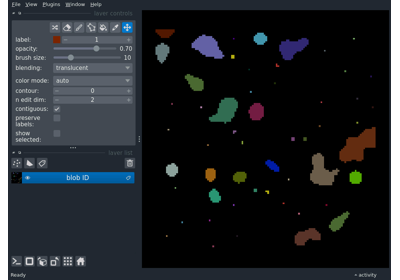 File View Plugins Window Help
layer controls
label: 1
opacity: 0.70
brush size: 10
blending: translucent
color mode: auto
contour: 0
n edit dim: 2
contiguous:
preserve labels:
show selected:
layer list
blob ID
Ready
activity